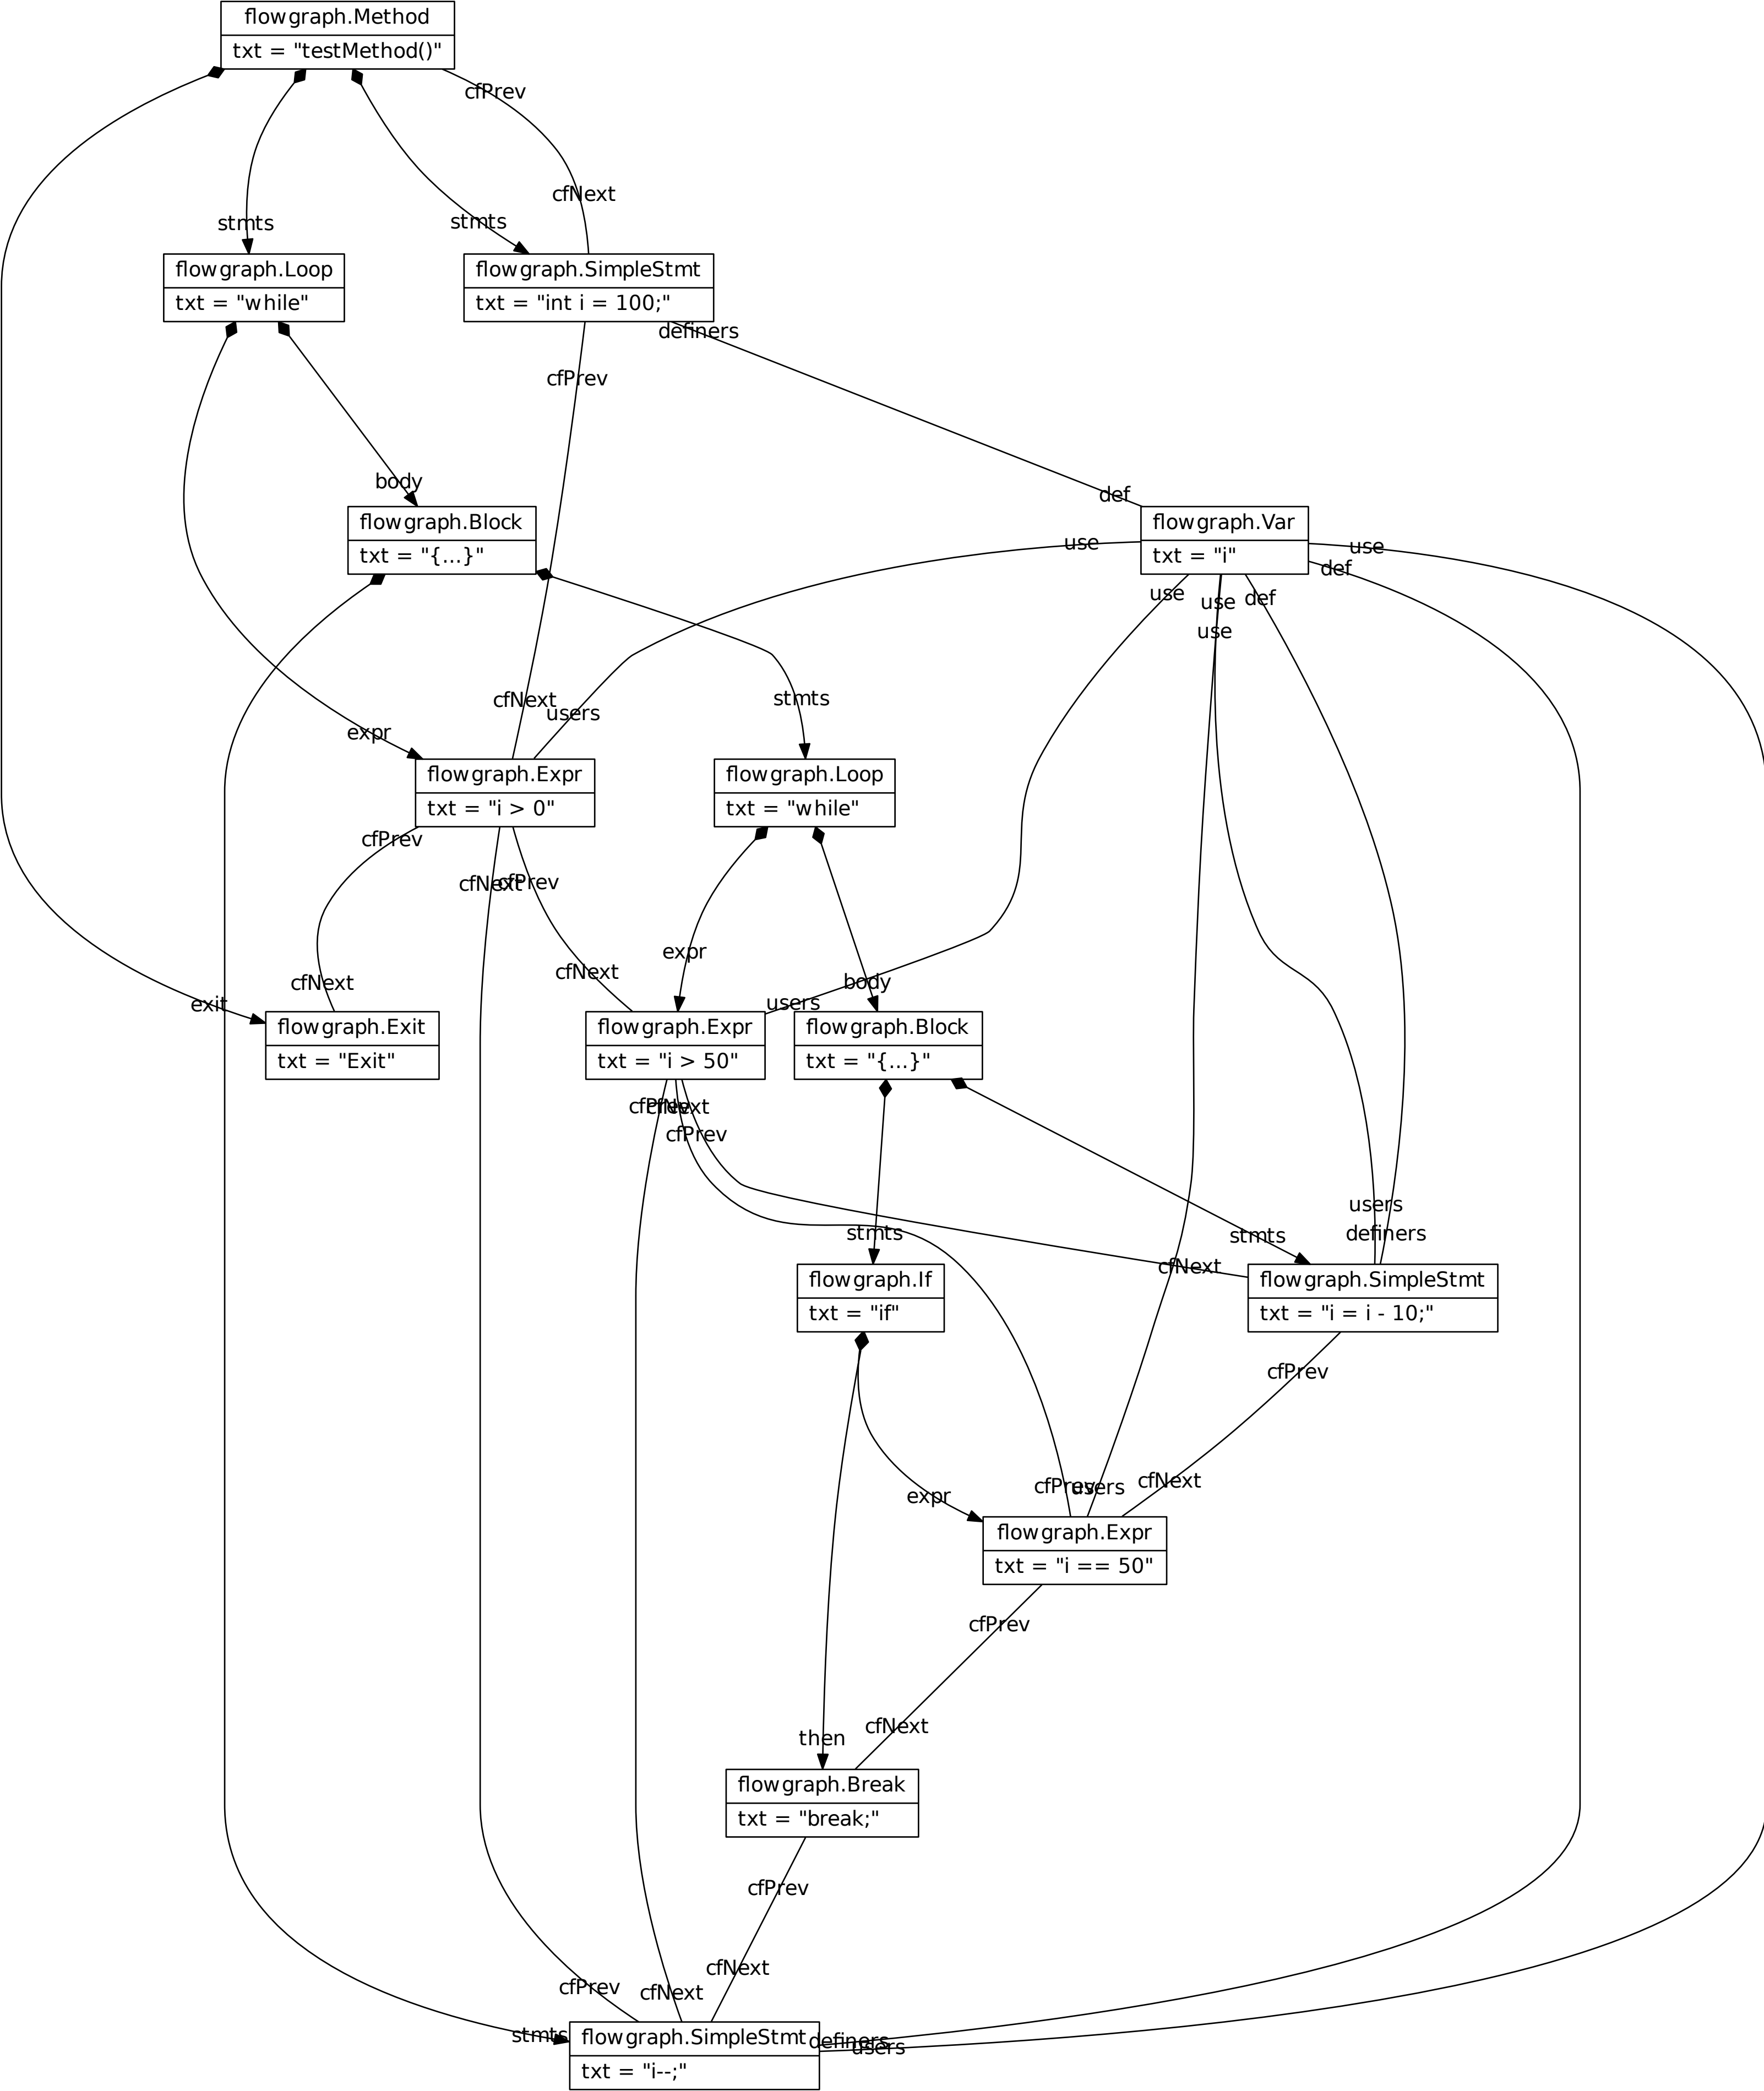 flowgraph.Method
txt = "testMethod()"
cfPrev
cfNext
stmts
stmts
flowgraph.Loop
txt = "while"
flowgraph.SimpleStmt
txt = "int i = 100;"
definers
cfPrev
body
def
flowgraph.Block
txt = "{...}"
flowgraph.Var
txt = "i"
use
use
def
use
use
def
use
cfNext
users
stmts
expr
flowgraph.Expr
txt = "i > 0"
flowgraph.Loop
txt = "while"
cfPrev
cfNext
cfPrev
expr
cfNext
cfNext
body
users
exit
flowgraph.Exit
txt = "Exit"
flowgraph.Expr
txt = "i > 50"
flowgraph.Block
txt = "{...}"
cfPrev
cfNext
cfPrev
users
definers
stmts
stmts
cfNext
flowgraph.If
txt = "if"
flowgraph.SimpleStmt
txt = "i = i - 10;"
cfPrev
cfNext
cfPrev
users
expr
flowgraph.Expr
txt = "i == 50"
cfPrev
cfNext
then
flowgraph.Break
txt = "break;"
cfPrev
cfNext
cfPrev
cfNext
stmts
flowgraph.SimpleStmt
txt = "i--;"
definers
users